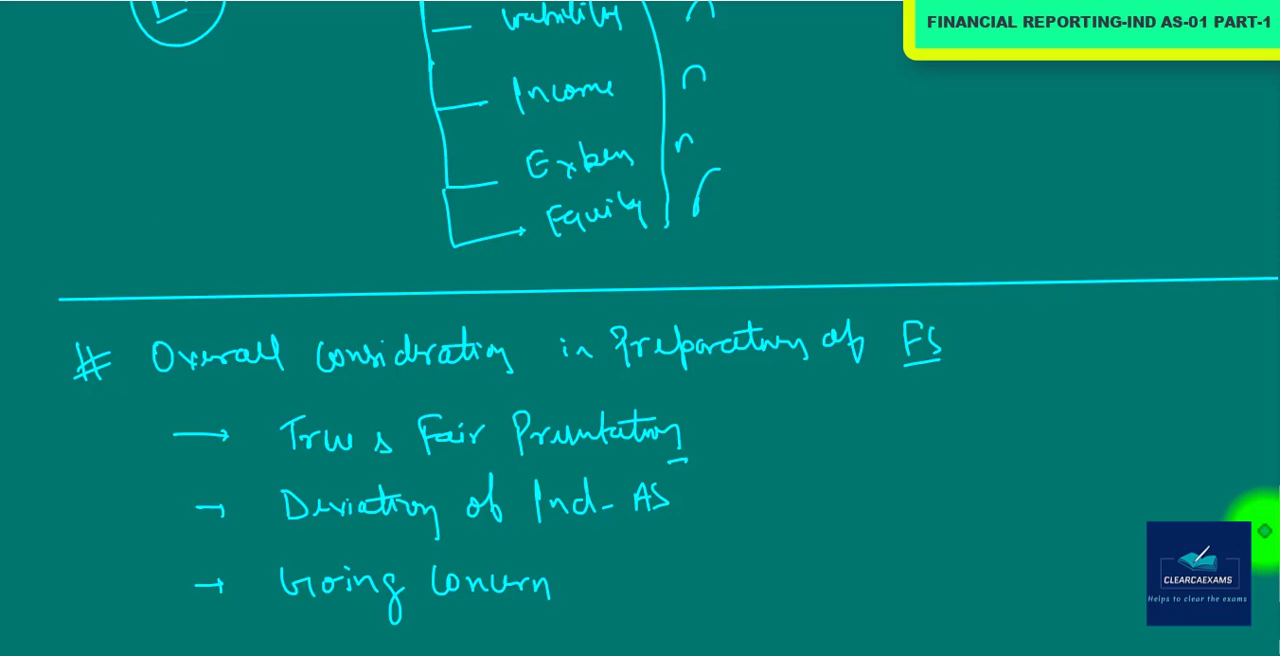 FINANCIAL REPORTING-IND AS-01 PART-1
Liability
Income
Expen
Equity
# Overall consideration in Preparation of FS
→ True & Fair Presentation
→ Deviation of Ind-AS
→ Going Concern
CLEARCAEXAMS
Helps to clear the exams